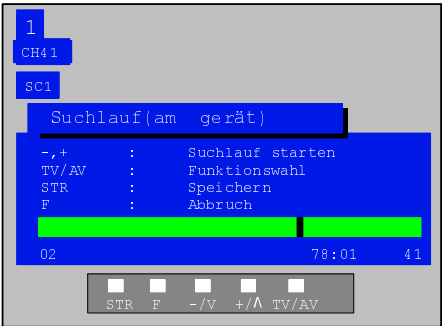 1
CH41
SC1
Suchlauf(am gerät)
-,+ : Suchlauf starten
TV/AV : Funktionswahl
STR : Speichern
F : Abbruch
02 78:01 41
STR F -/V +/Λ TV/AV